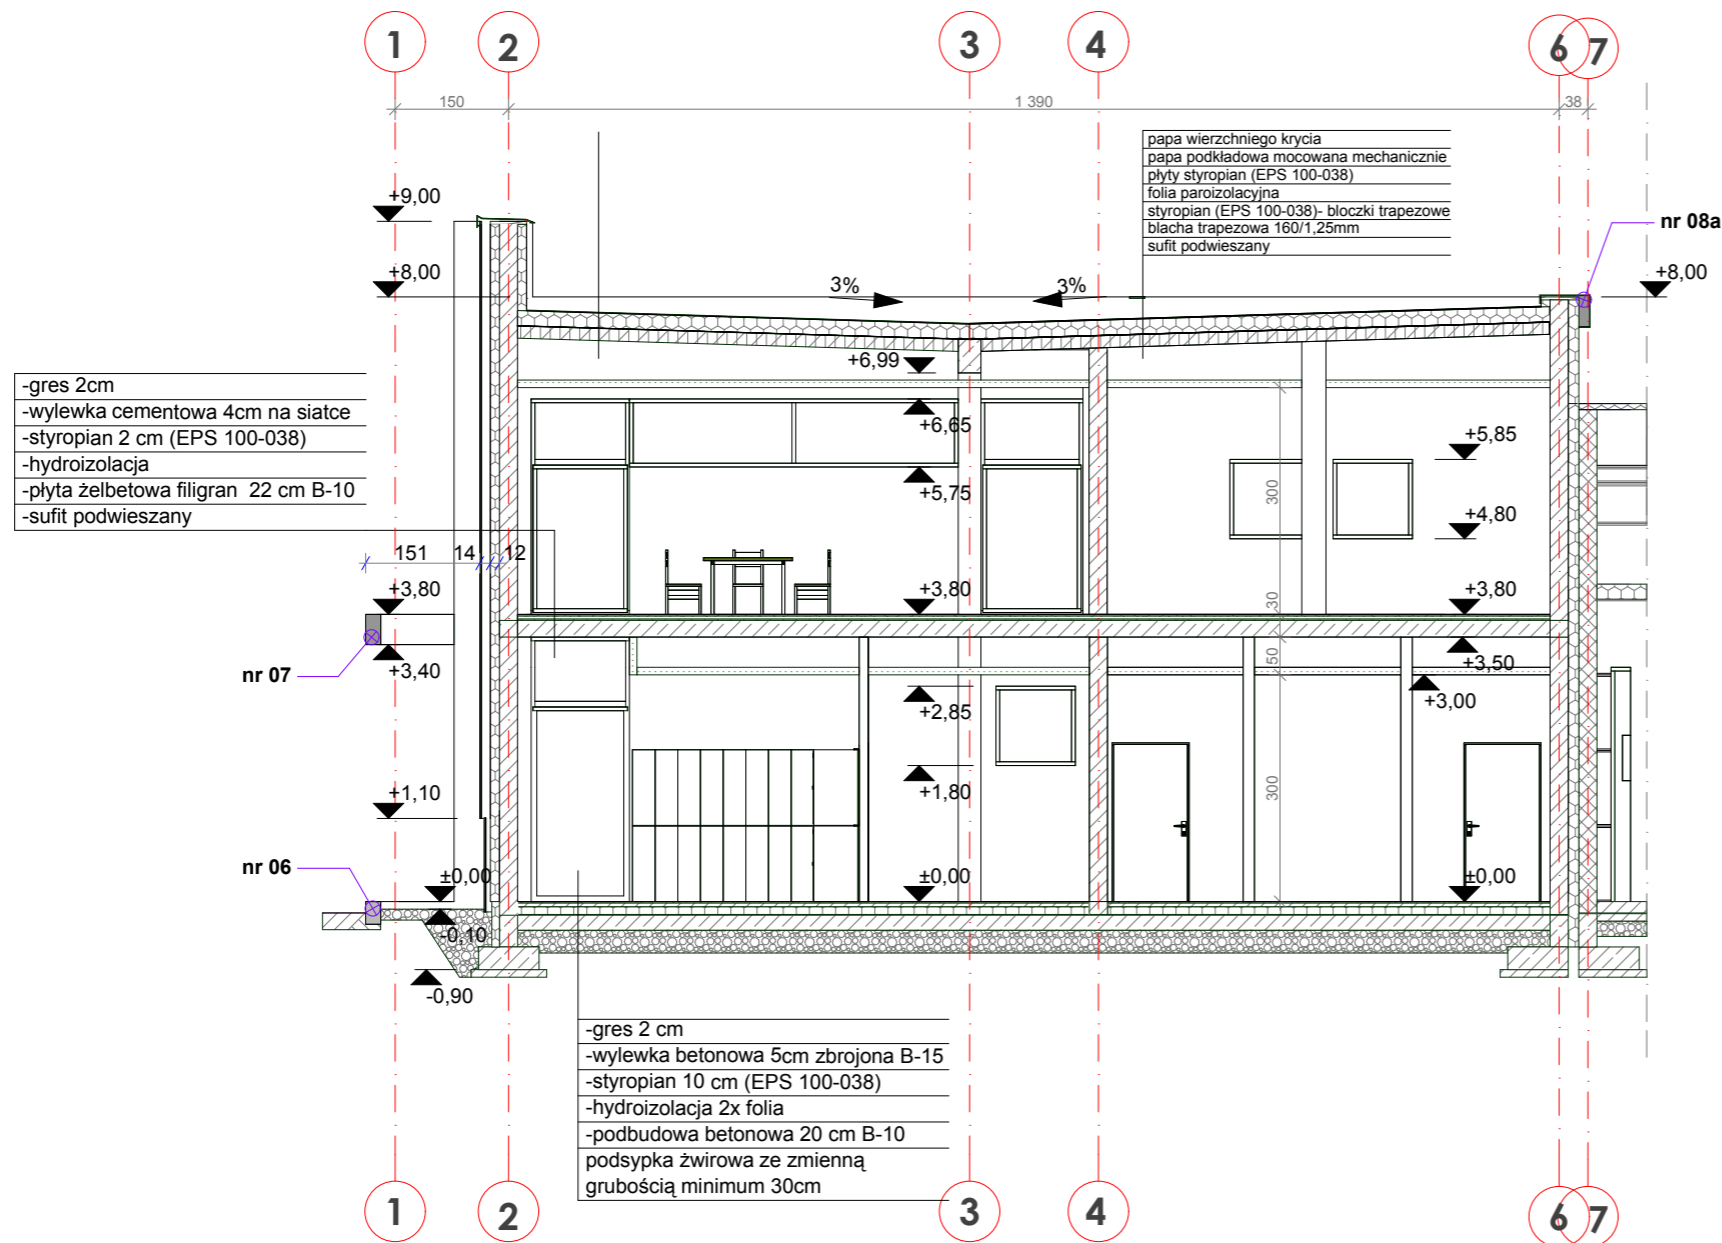 1
2
3
4
6
7
150
1 390
38
papa wierzchniego krycia
papa podkładowa mocowana mechanicznie
płyty styropian (EPS 100-038)
folia paroizolacyjna
styropian (EPS 100-038)- bloczki trapezowe
blacha trapezowa 160/1,25mm
sufit podwieszany
+9,00
nr 08a
+8,00
3%
3%
+8,00
+6,99
-gres 2cm
-wylewka cementowa 4cm na siatce
-styropian 2 cm (EPS 100-038)
-hydroizolacja
-płyta żelbetowa filigran 22 cm B-10
-sufit podwieszany
+6,65
+5,85
+5,75
300
+4,80
151
14
12
+3,80
+3,80
30
+3,80
nr 07
+3,40
50
+3,50
+2,85
+3,00
+1,10
+1,80
300
nr 06
±0,00
±0,00
±0,00
-0,10
-0,90
-gres 2 cm
-wylewka betonowa 5cm zbrojona B-15
-styropian 10 cm (EPS 100-038)
-hydroizolacja 2x folia
-podbudowa betonowa 20 cm B-10
podsypka żwirowa ze zmienną
grubością minimum 30cm
1
2
3
4
6
7